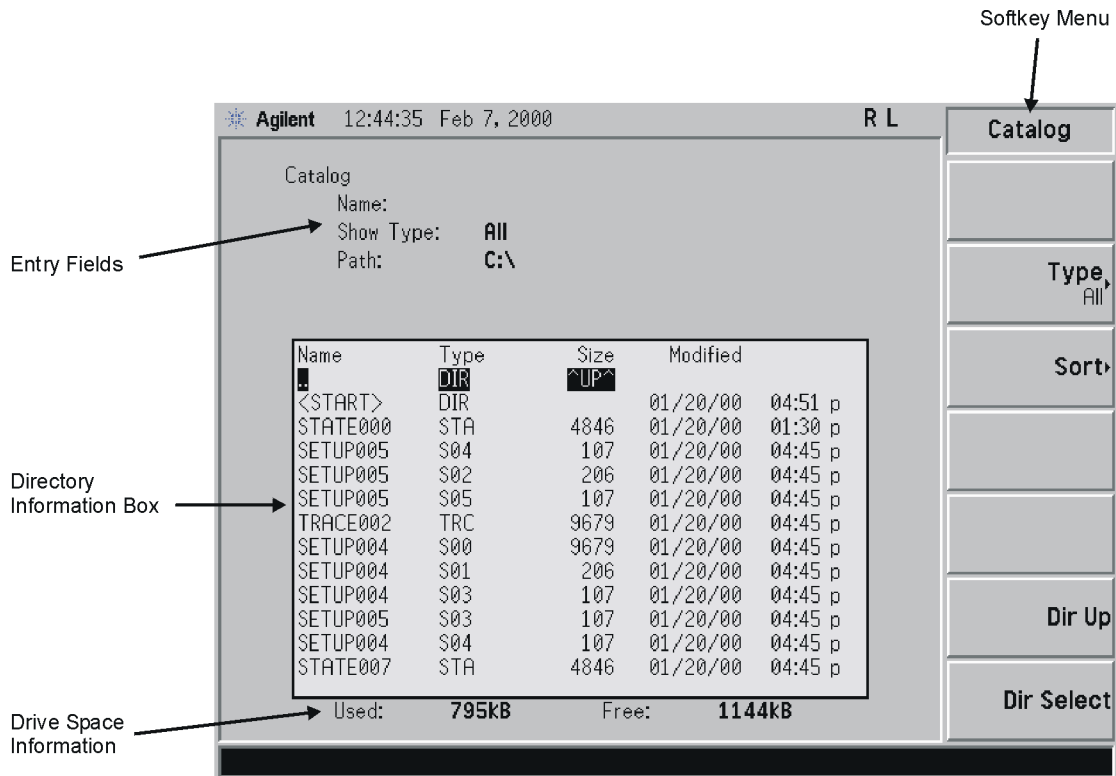 Softkey Menu
Agilent 12:44:35 Feb 7, 2000 R L
Catalog
Catalog
Name:
Show Type: All
Path: C:\
Entry Fields
Type
All
Sort
Name Type Size Modified
.. DIR ^UP^
<START> DIR 01/20/00 04:51 p
STATE000 STA 4846 01/20/00 01:30 p
SETUP005 S04 107 01/20/00 04:45 p
SETUP005 S02 206 01/20/00 04:45 p
SETUP005 S05 107 01/20/00 04:45 p
TRACE002 TRC 9679 01/20/00 04:45 p
SETUP004 S00 9679 01/20/00 04:45 p
SETUP004 S01 206 01/20/00 04:45 p
SETUP004 S03 107 01/20/00 04:45 p
SETUP005 S03 107 01/20/00 04:45 p
SETUP004 S04 107 01/20/00 04:45 p
STATE007 STA 4846 01/20/00 04:45 p
Directory
Information Box
Dir Up
Dir Select
Used: 795kB Free: 1144kB
Drive Space
Information